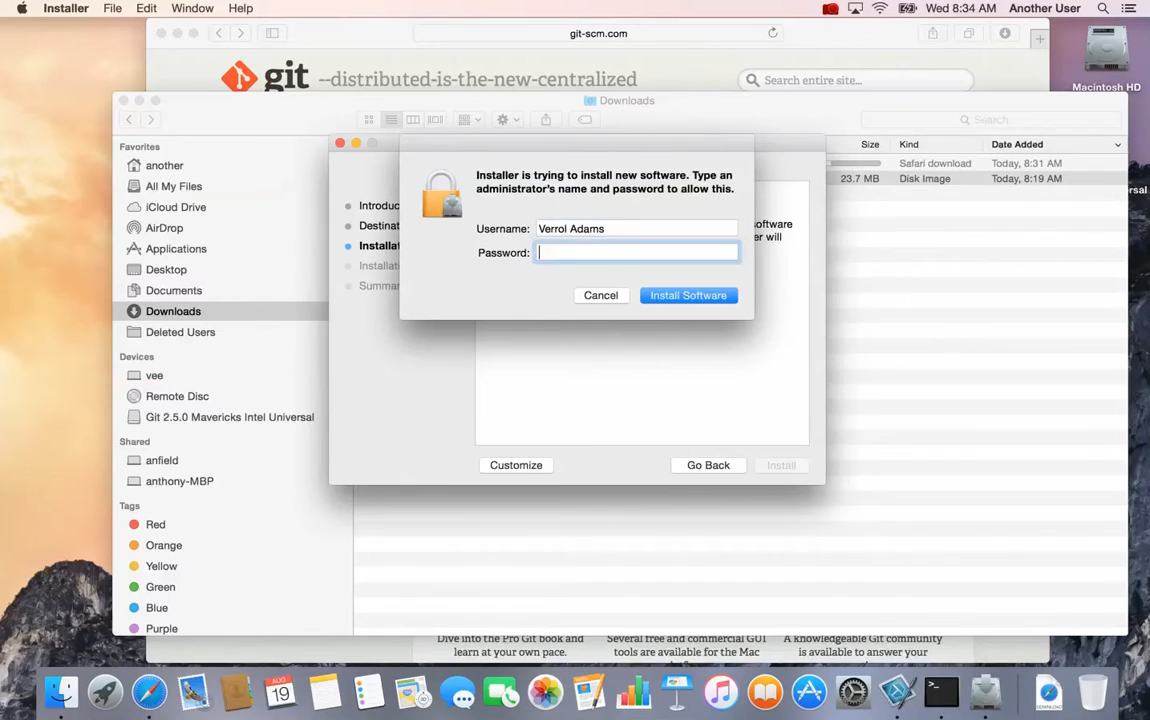 Installer File Edit Window Help Wed 8:34 AM Another User
git-scm.com
git --distributed-is-the-new-centralized
Search entire site...
Macintosh HD
Downloads
Search
Favorites
another
All My Files
iCloud Drive
AirDrop
Applications
Desktop
Documents
Downloads
Deleted Users
Devices
vee
Remote Disc
Git 2.5.0 Mavericks Intel Universal
Shared
anfield
anthony-MBP
Tags
Red
Orange
Yellow
Green
Blue
Purple
Size Kind Date Added
Safari download Today, 8:31 AM
23.7 MB Disk Image Today, 8:19 AM
Installer is trying to install new software. Type an
administrator's name and password to allow this.
Username: Verrol Adams
Password:
Cancel Install Software
Customize Go Back Install
Dive into the Pro Git book and
learn at your own pace.
Several free and commercial GUI
tools are available for the Mac
A knowledgeable Git community
is available to answer your
AUG
19
DOWNLOAD